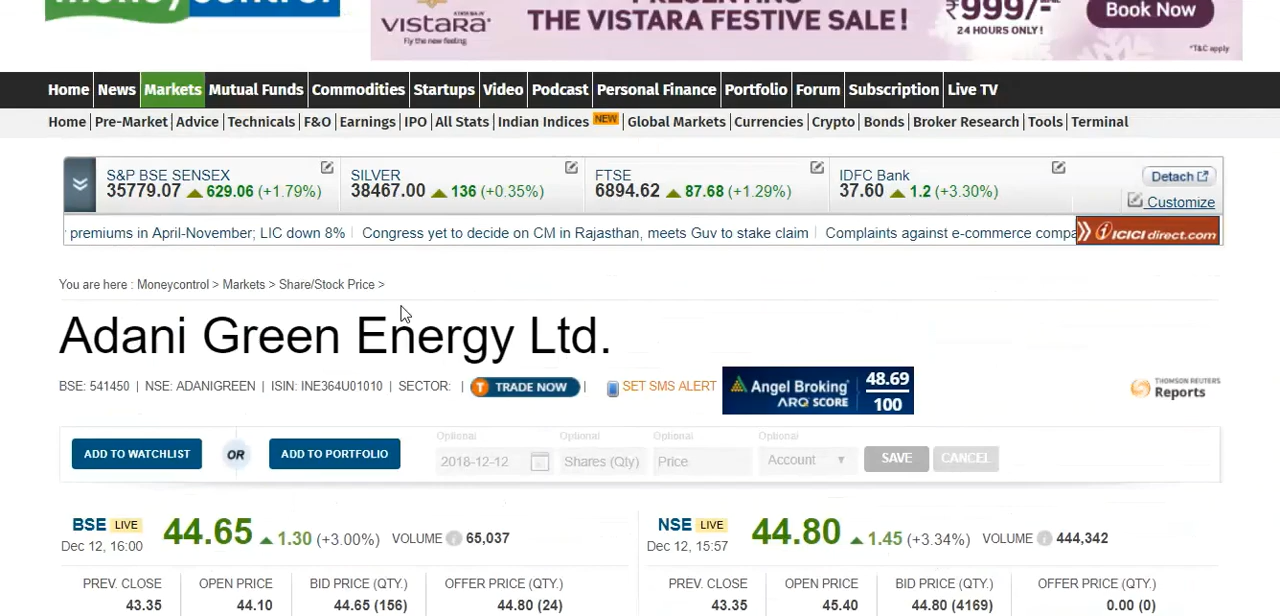 moneycontrol
PRESENTING
vistara
Fly the new feeling
THE VISTARA FESTIVE SALE!
₹999/-
24 HOURS ONLY!
Book Now
*T&C apply
Home News Markets Mutual Funds Commodities Startups Video Podcast Personal Finance Portfolio Forum Subscription Live TV
Home Pre-Market Advice Technicals F&O Earnings IPO All Stats Indian Indices NEW Global Markets Currencies Crypto Bonds Broker Research Tools Terminal
S&P BSE SENSEX
35779.07 629.06 (+1.79%)
SILVER
38467.00 136 (+0.35%)
FTSE
6894.62 87.68 (+1.29%)
IDFC Bank
37.60 1.2 (+3.30%)
Detach
Customize
premiums in April-November; LIC down 8% Congress yet to decide on CM in Rajasthan, meets Guv to stake claim Complaints against e-commerce compa
ICICI direct.com
You are here : Moneycontrol > Markets > Share/Stock Price >
Adani Green Energy Ltd.
BSE: 541450 | NSE: ADANIGREEN | ISIN: INE364U01010 | SECTOR: | T TRADE NOW | SET SMS ALERT
Angel Broking
ARQ SCORE
48.69
100
THOMSON REUTERS
Reports
ADD TO WATCHLIST OR ADD TO PORTFOLIO
Optional Optional Optional Optional
2018-12-12 Shares (Qty) Price Account SAVE CANCEL
BSE LIVE 44.65 1.30 (+3.00%) VOLUME 65,037
Dec 12, 16:00
PREV. CLOSE OPEN PRICE BID PRICE (QTY.) OFFER PRICE (QTY.)
43.35 44.10 44.65 (156) 44.80 (24)
NSE LIVE 44.80 1.45 (+3.34%) VOLUME 444,342
Dec 12, 15:57
PREV. CLOSE OPEN PRICE BID PRICE (QTY.) OFFER PRICE (QTY.)
43.35 45.40 44.80 (4169) 0.00 (0)